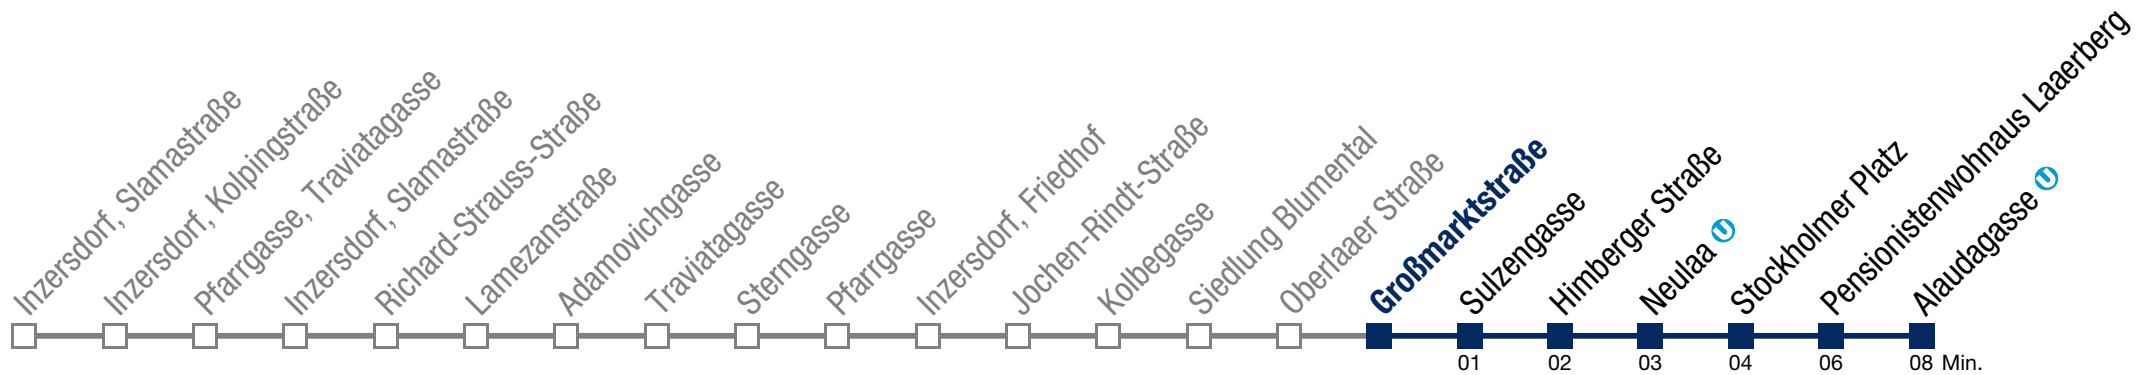 Inzersdorf, Slamastraße
Inzersdorf, Kolpingstraße
Pfarrgasse, Traviatagasse
Inzersdorf, Slamastraße
Richard-Strauss-Straße
Lamezanstraße
Adamovichgasse
Traviatagasse
Sterngasse
Pfarrgasse
Inzersdorf, Friedhof
Jochen-Rindt-Straße
Kolbegasse
Siedlung Blumental
Oberlaaer Straße
Großmarktstraße
Sulzengasse
Himberger Straße
Neulaa U
Stockholmer Platz
Pensionistenwohnaus Laaerberg
Alaudagasse U
01 02 03 04 06 08 Min.